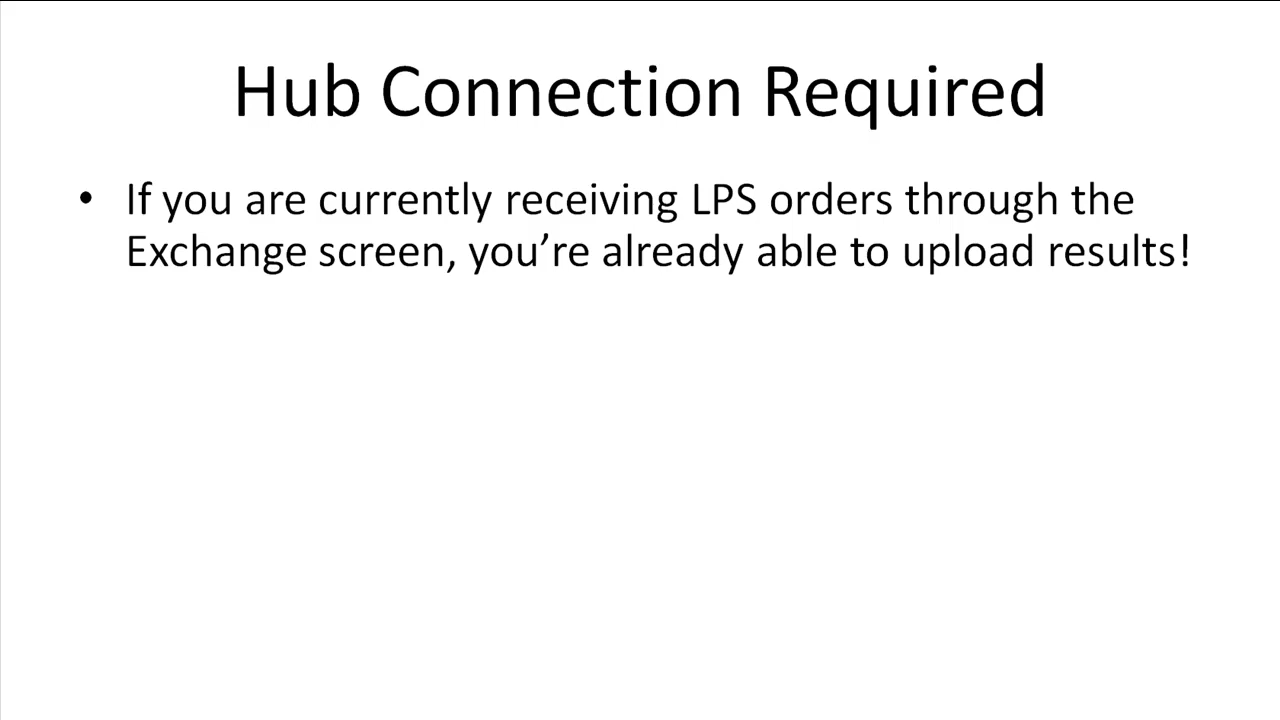 Hub Connection Required
• If you are currently receiving LPS orders through the
Exchange screen, you’re already able to upload results!